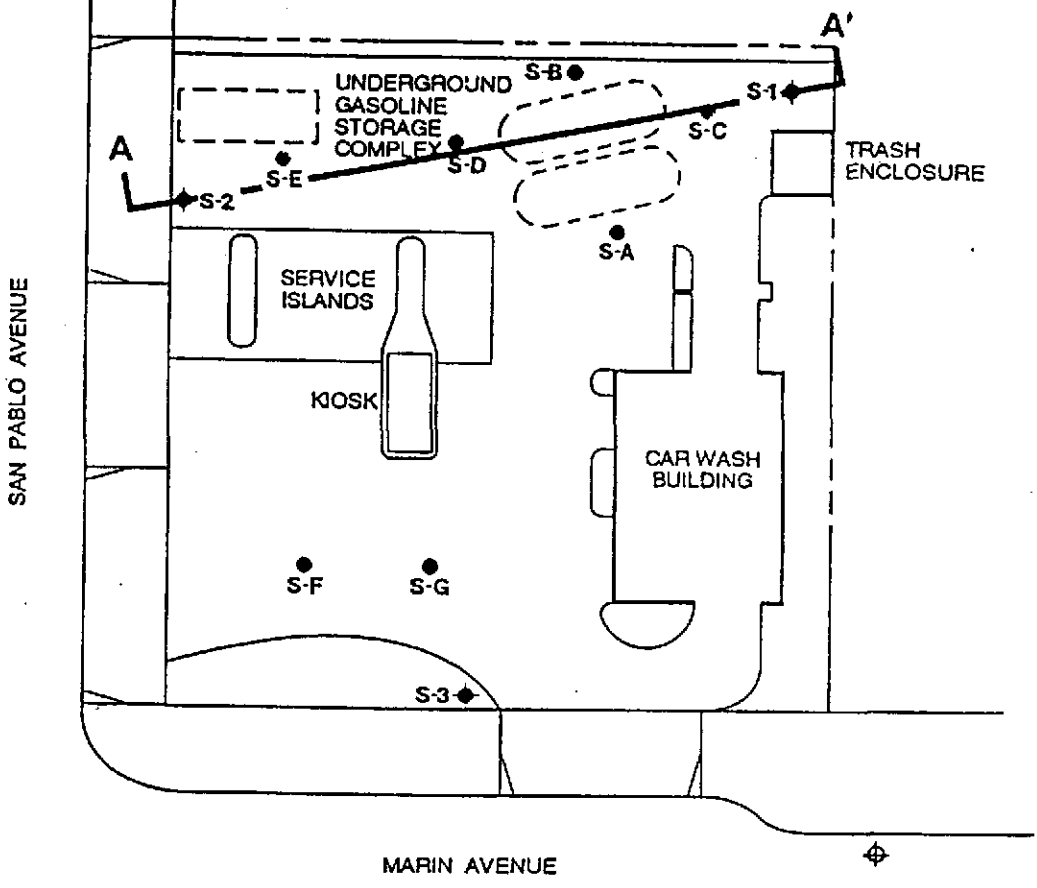 A'
S-B
UNDERGROUND
GASOLINE
STORAGE
COMPLEX
S-1
S-C
A
S-D
TRASH
ENCLOSURE
S-E
S-2
S-A
SERVICE
ISLANDS
SAN PABLO AVENUE
KIOSK
CAR WASH
BUILDING
S-F
S-G
S-3
MARIN AVENUE